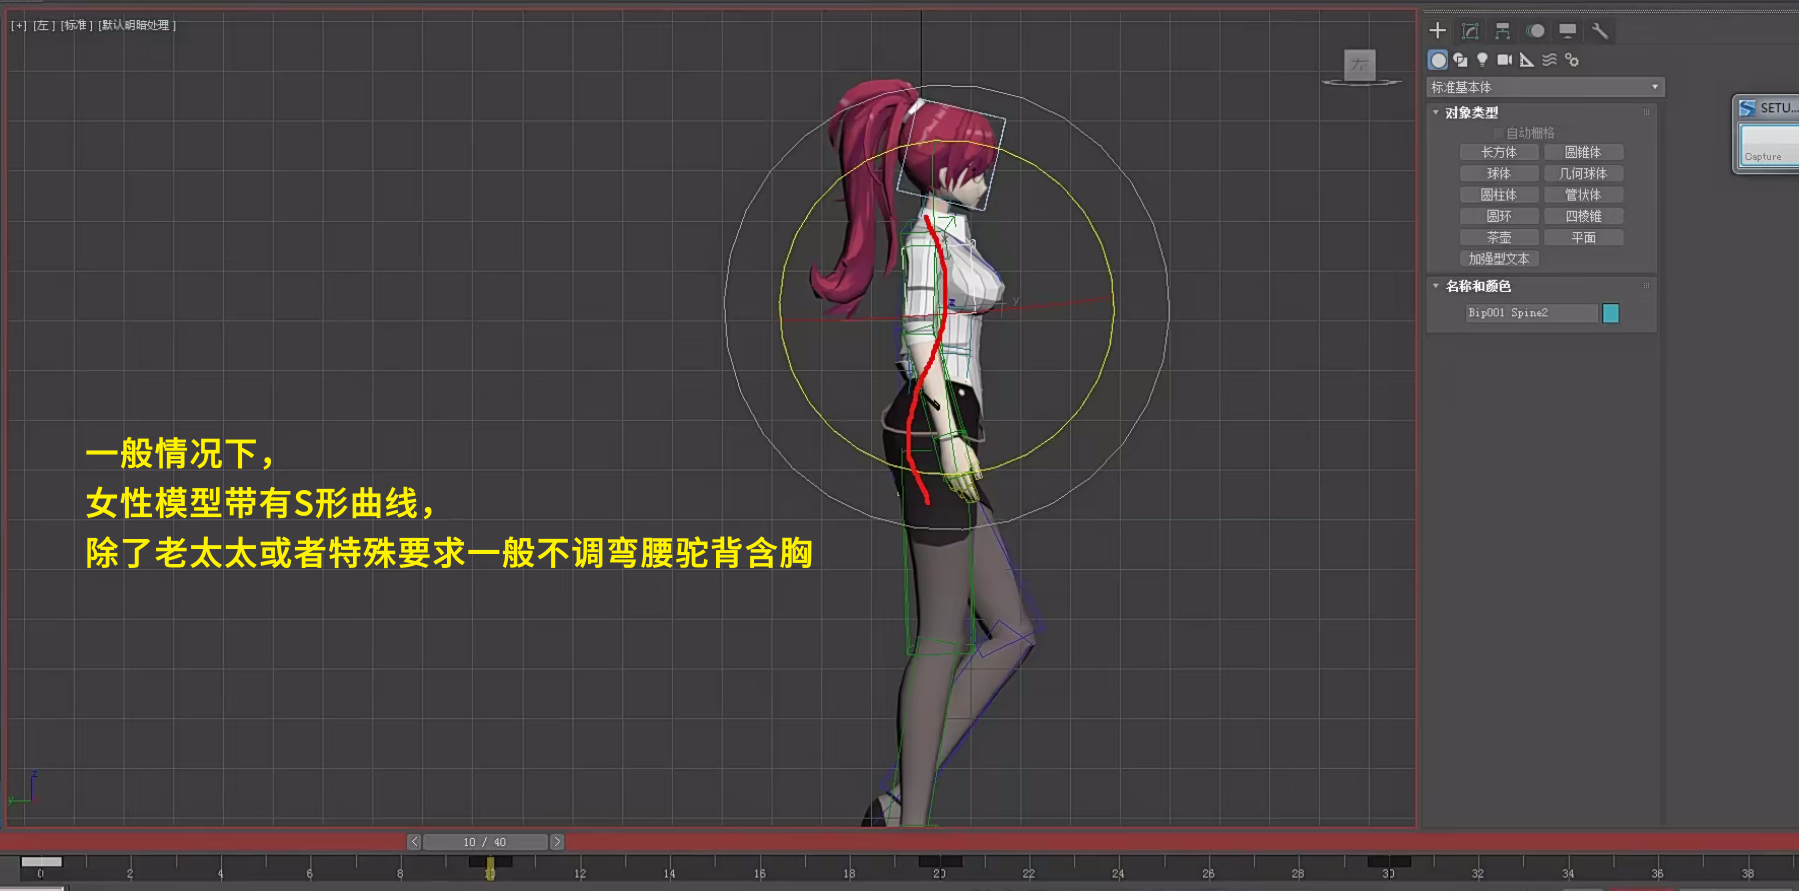 [+] [左] [标准] [默认明暗处理]
左
z
y
一般情况下，
女性模型带有S形曲线，
除了老太太或者特殊要求一般不调弯腰驼背含胸
z
y
标准基本体
对象类型
自动栅格
长方体 圆锥体
球体 几何球体
圆柱体 管状体
圆环 四棱锥
茶壶 平面
加强型文本
名称和颜色
Bip001 Spine2
SETU...
Capture
< 10 / 40 >
0 2 4 6 8 10 12 14 16 18 20 22 24 26 28 30 32 34 36 38